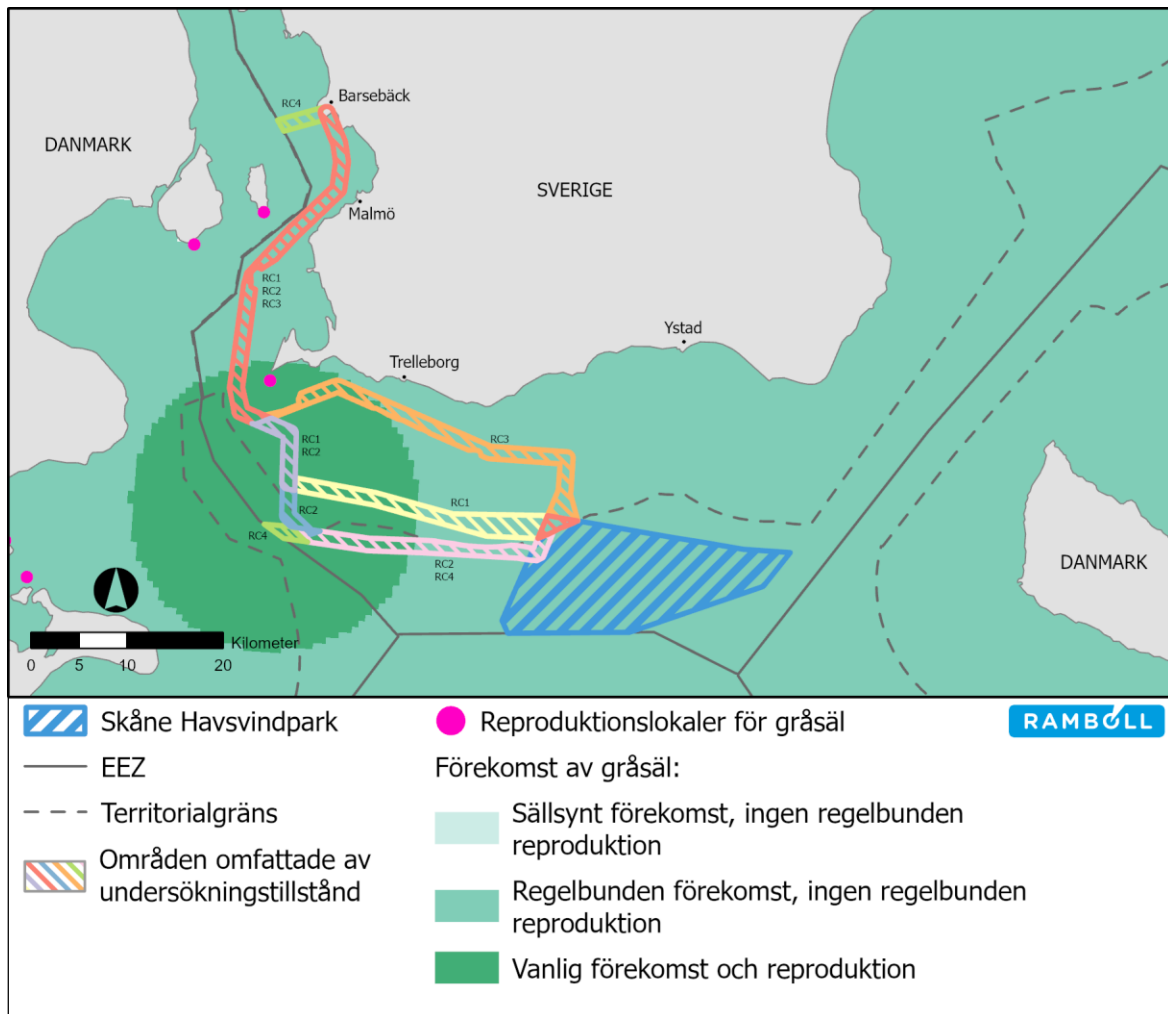 RC4
Barsebäck
DANMARK
SVERIGE
Malmö
RC1
RC2
RC3
Ystad
Trelleborg
RC1
RC2
RC3
RC1
RC2
RC4
RC2
RC4
DANMARK
Kilometer
0 5 10 20
Skåne Havsvindpark
EEZ
Territorialgräns
Områden omfattade av
undersökningstillstånd
Reproduktionslokaler för gråsäl
RAMBOLL
Förekomst av gråsäl:
Sällsynt förekomst, ingen regelbunden
reproduktion
Regelbunden förekomst, ingen regelbunden
reproduktion
Vanlig förekomst och reproduktion